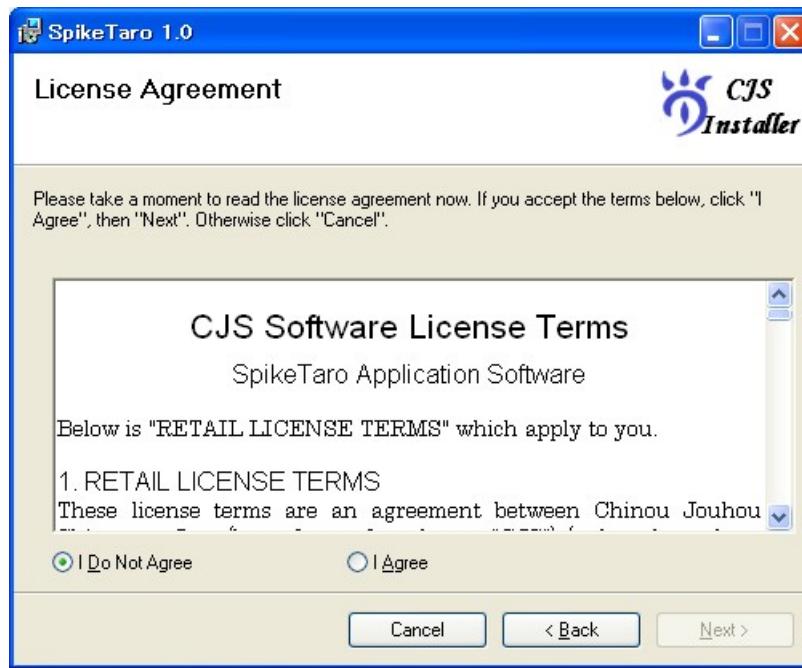 SpikeTaro 1.0
License Agreement
CJS
Installer
Please take a moment to read the license agreement now. If you accept the terms below, click "I
Agree", then "Next". Otherwise click "Cancel".
CJS Software License Terms
SpikeTaro Application Software
Below is "RETAIL LICENSE TERMS" which apply to you.
1. RETAIL LICENSE TERMS
These license terms are an agreement between Chinou Jouhou
I Do Not Agree
I Agree
Cancel
< Back
Next >